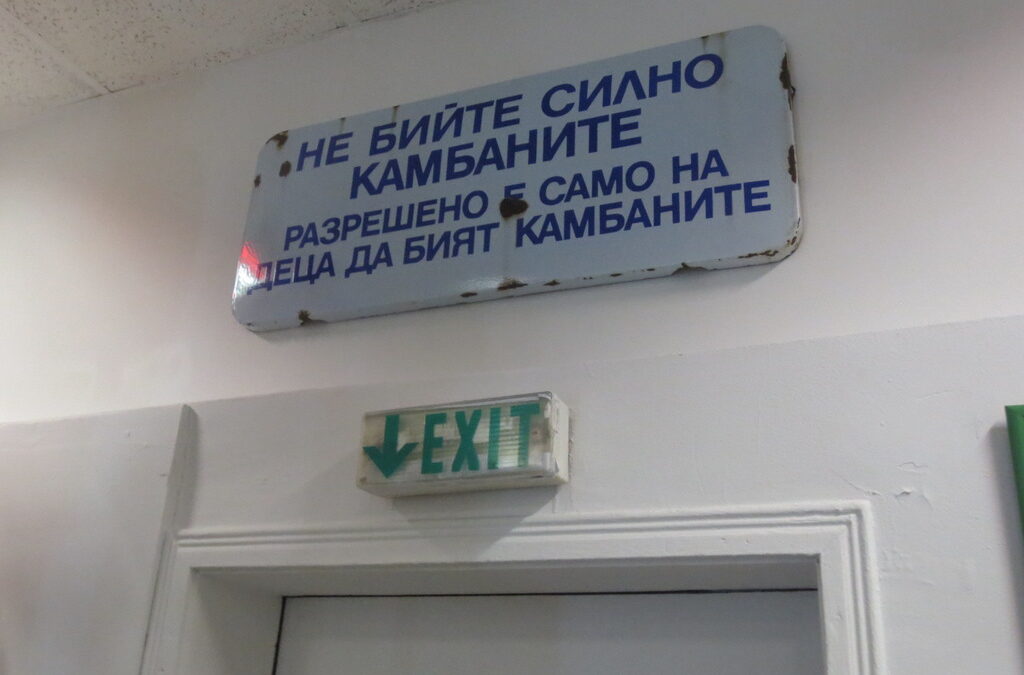 НЕ БИЙТЕ СИЛНО
КАМБАНИТЕ
РАЗРЕШЕНО Е САМО НА
ДЕЦА ДА БИЯТ КАМБАНИТЕ
EXIT